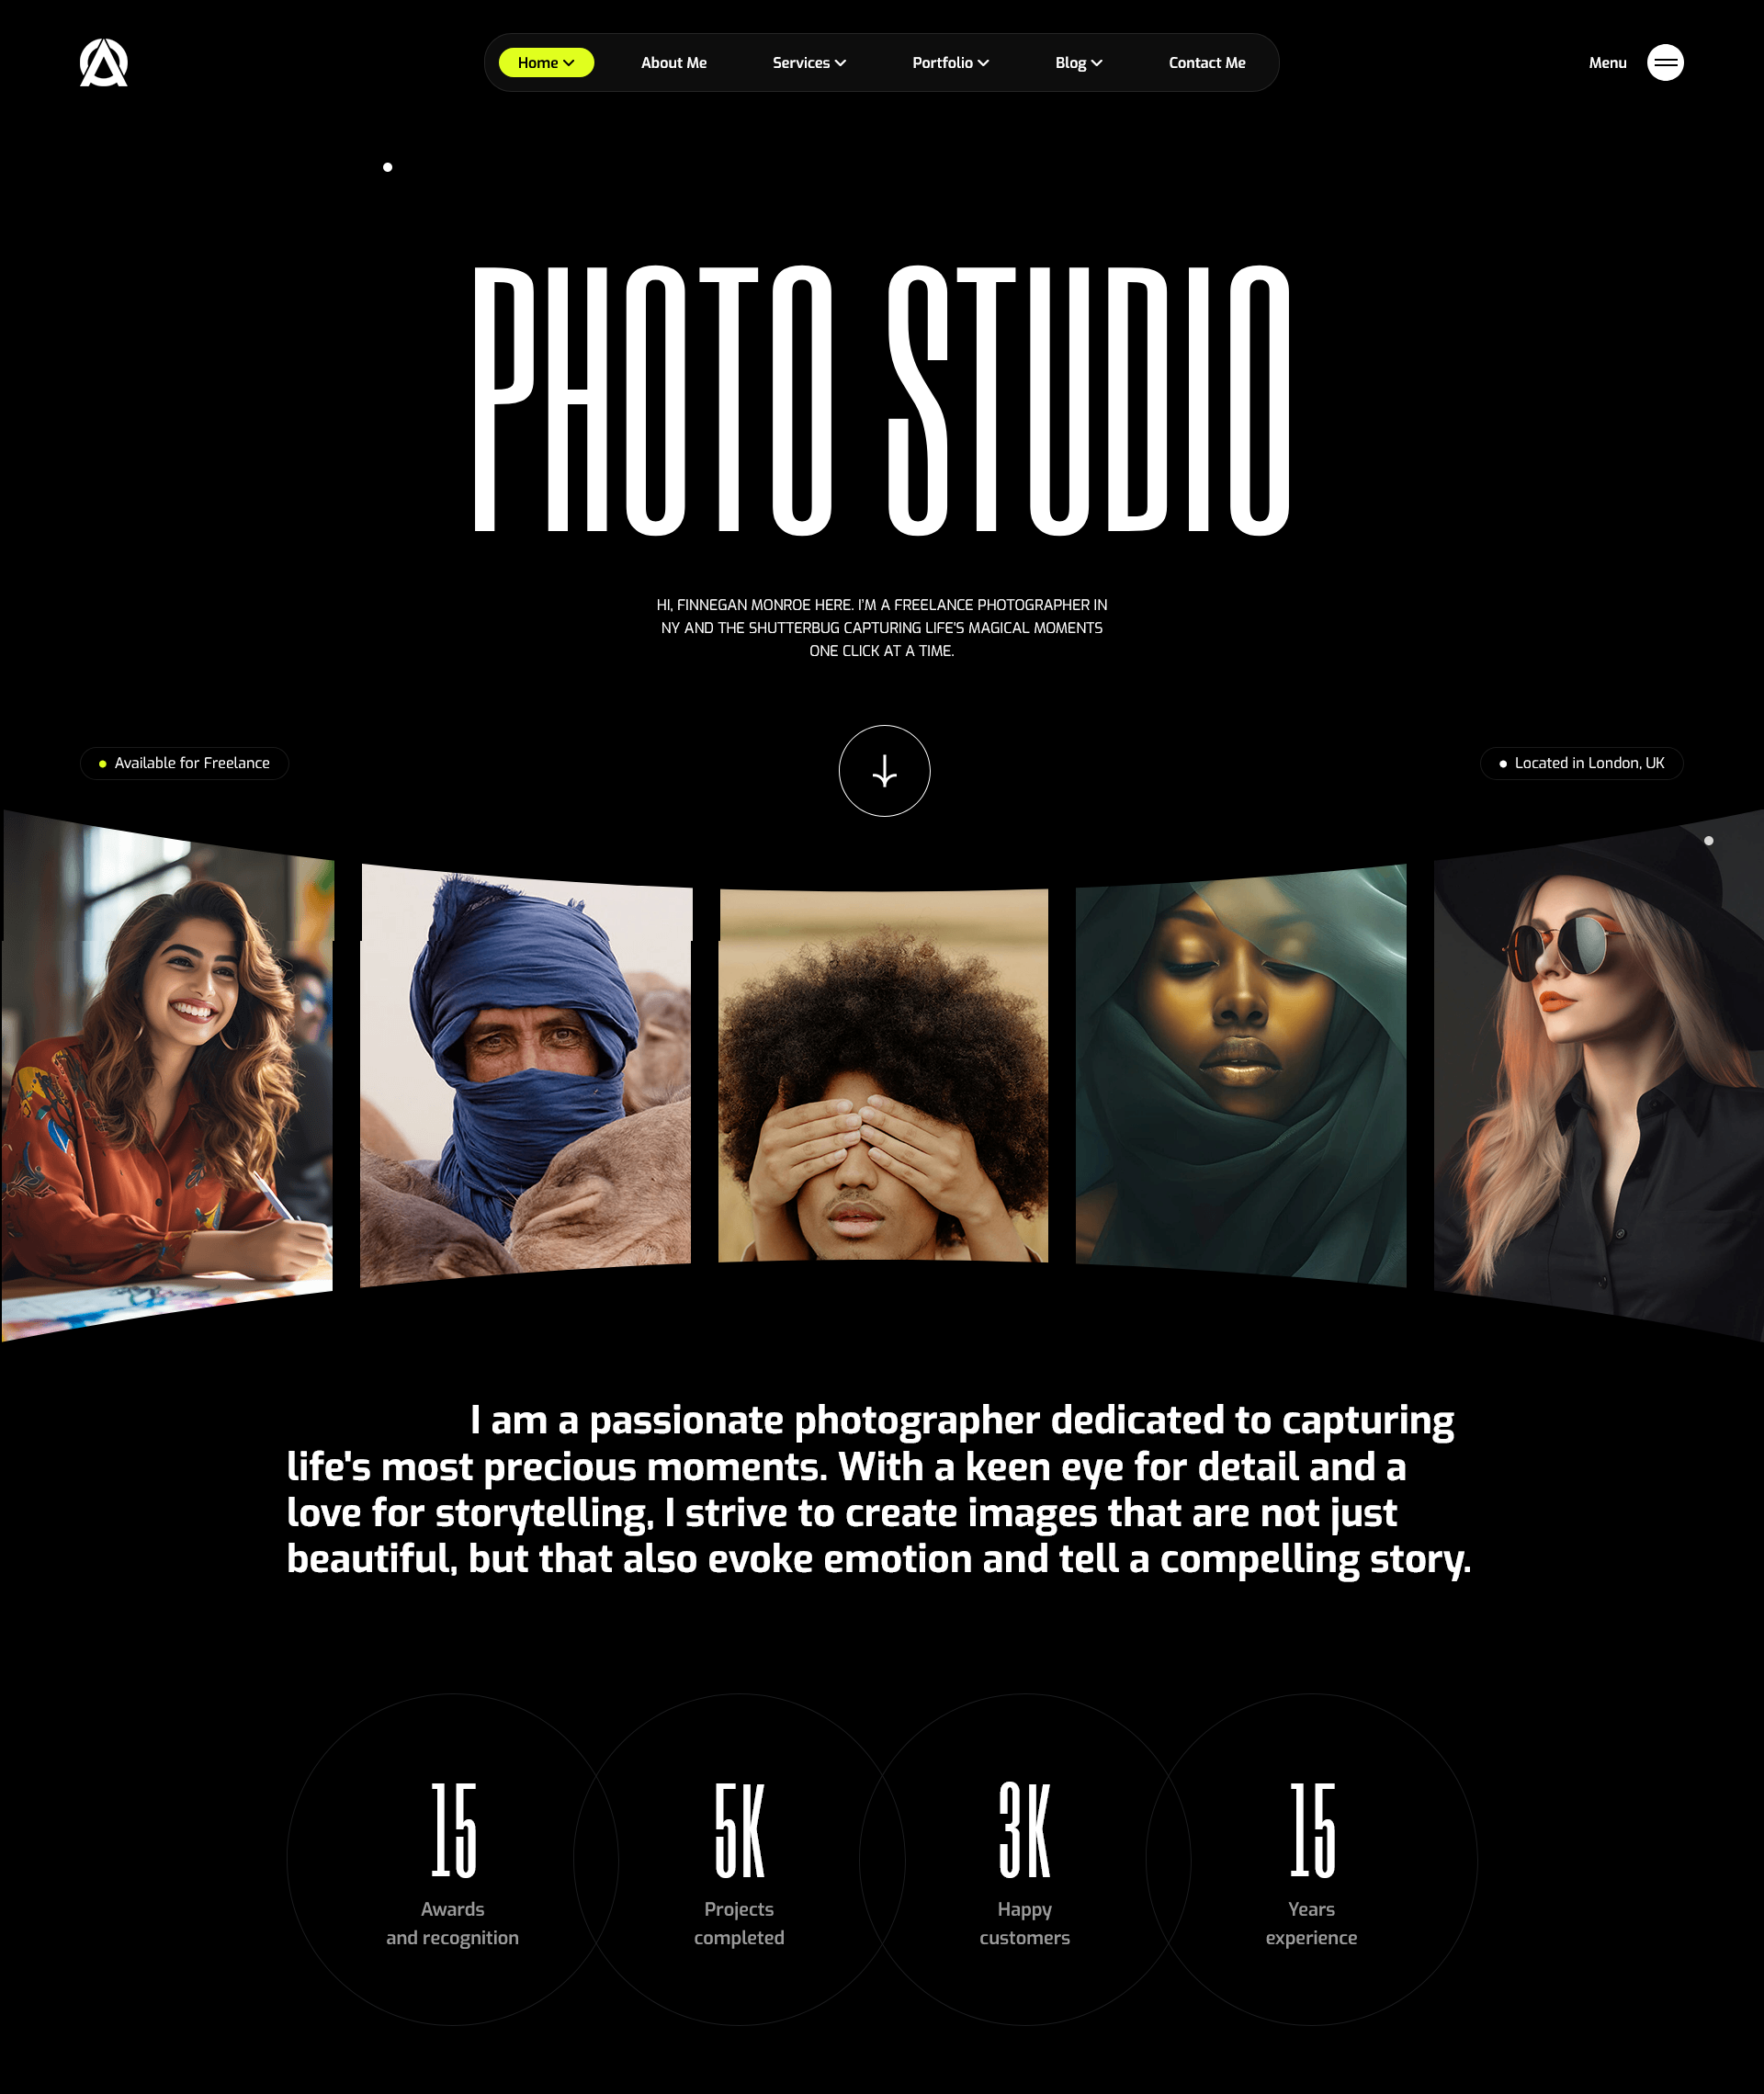 Home
About Me
Services
Portfolio
Blog
Contact Me
Menu
PHOTO STUDIO
HI, FINNEGAN MONROE HERE. I'M A FREELANCE PHOTOGRAPHER IN
NY AND THE SHUTTERBUG CAPTURING LIFE'S MAGICAL MOMENTS
ONE CLICK AT A TIME.
Available for Freelance
Located in London, UK
I am a passionate photographer dedicated to capturing
life's most precious moments. With a keen eye for detail and a
love for storytelling, I strive to create images that are not just
beautiful, but that also evoke emotion and tell a compelling story.
15
Awards
and recognition
5K
Projects
completed
3K
Happy
customers
15
Years
experience